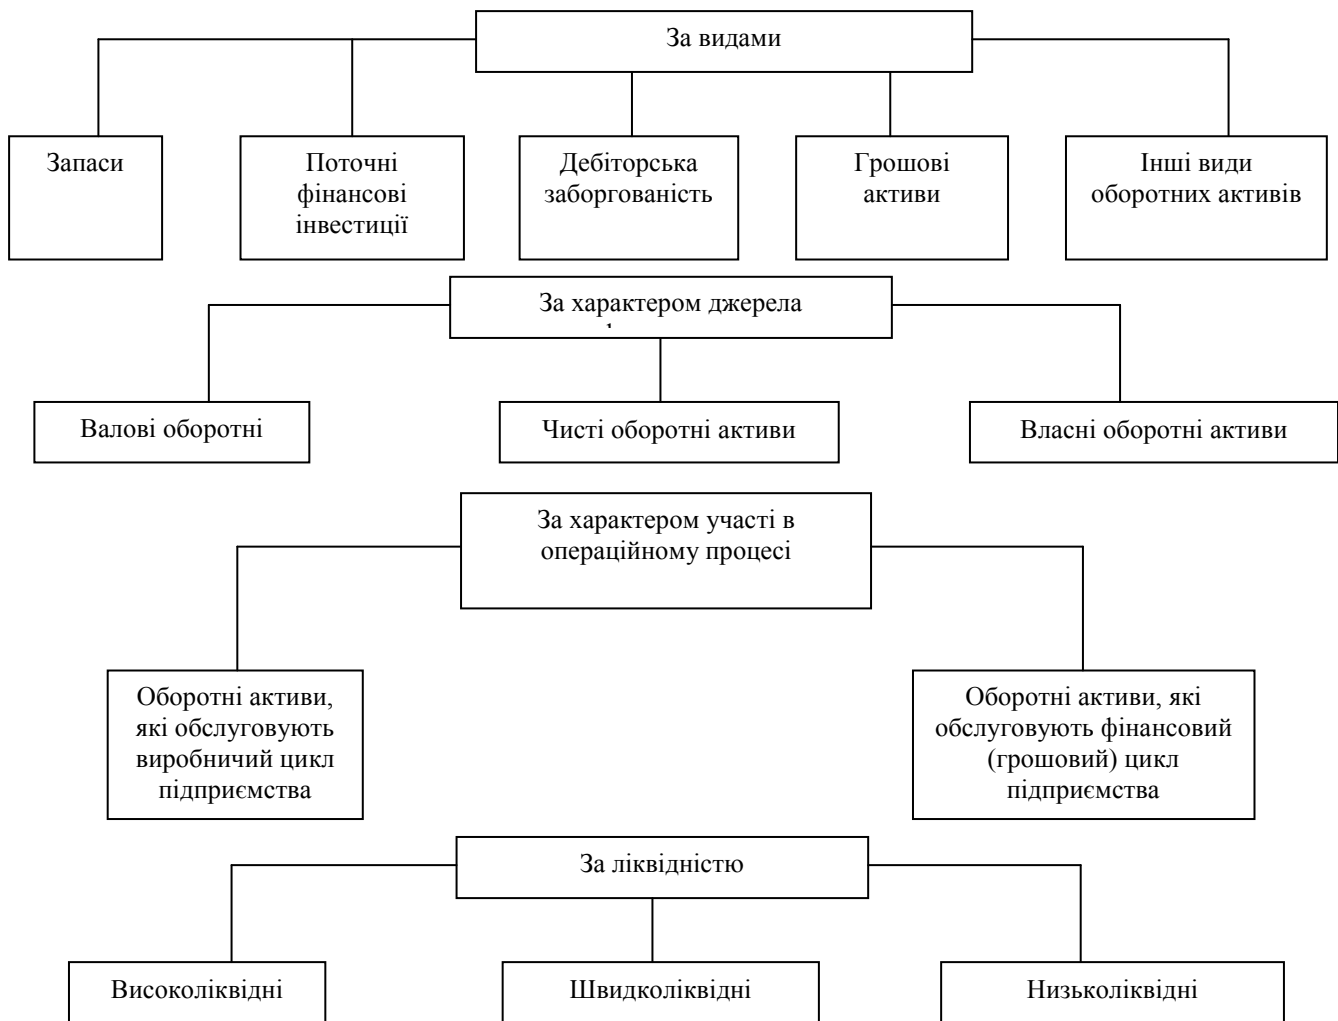 За видами
Запаси
Поточні
фінансові
інвестиції
Дебіторська
заборгованість
Грошові
активи
Інші види
оборотних активів
За характером джерела
Валові оборотні
Чисті оборотні активи
Власні оборотні активи
За характером участі в
операційному процесі
Оборотні активи,
які обслуговують
виробничий цикл
підприємства
Оборотні активи, які
обслуговують фінансовий
(грошовий) цикл
підприємства
За ліквідністю
Високоліквідні
Швидколіквідні
Низьколіквідні